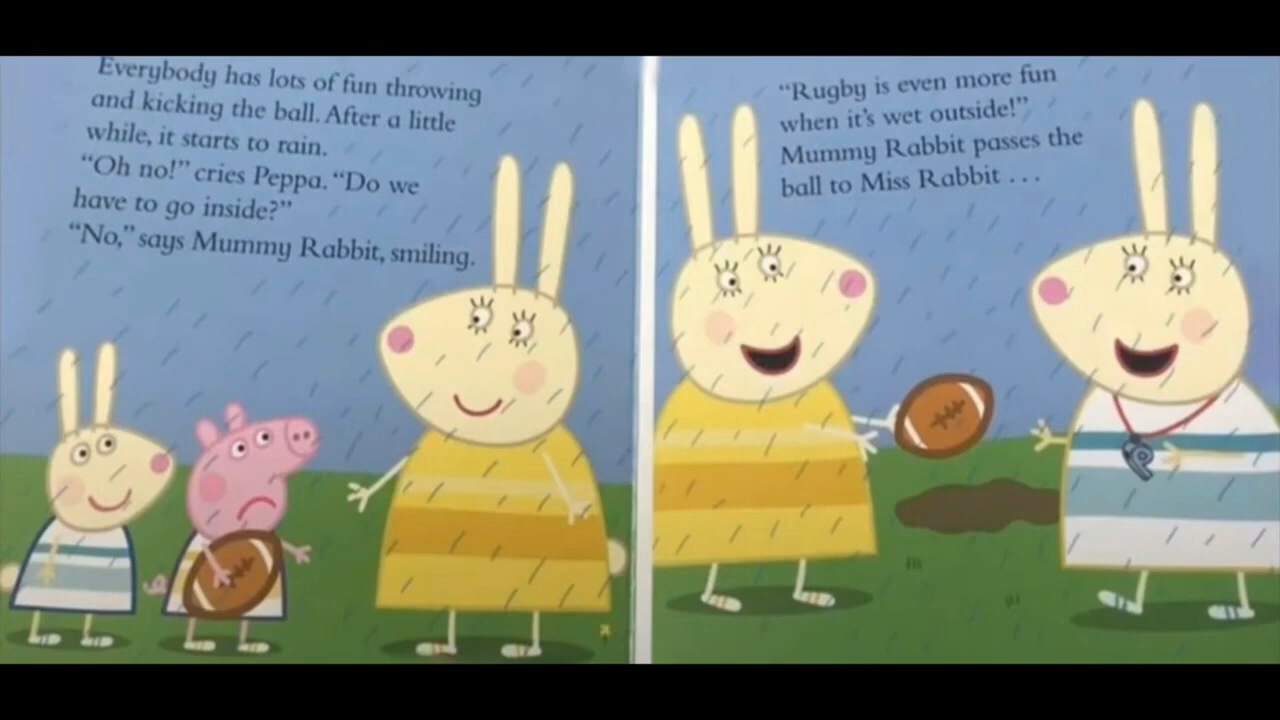 Everybody has lots of fun throwing
and kicking the ball. After a little
while, it starts to rain.
“Oh no!” cries Peppa. “Do we
have to go inside?”
“No,” says Mummy Rabbit, smiling.
“Rugby is even more fun
when it’s wet outside!”
Mummy Rabbit passes the
ball to Miss Rabbit . . .